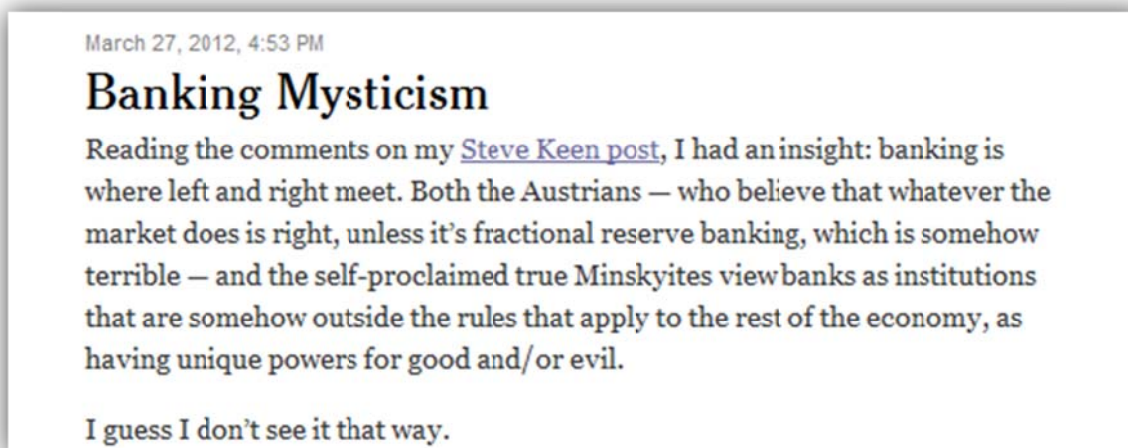 March 27, 2012, 4:53 PM
Banking Mysticism
Reading the comments on my Steve Keen post, I had an insight: banking is
where left and right meet. Both the Austrians — who believe that whatever the
market does is right, unless it’s fractional reserve banking, which is somehow
terrible — and the self-proclaimed true Minskyites view banks as institutions
that are somehow outside the rules that apply to the rest of the economy, as
having unique powers for good and/or evil.
I guess I don’t see it that way.